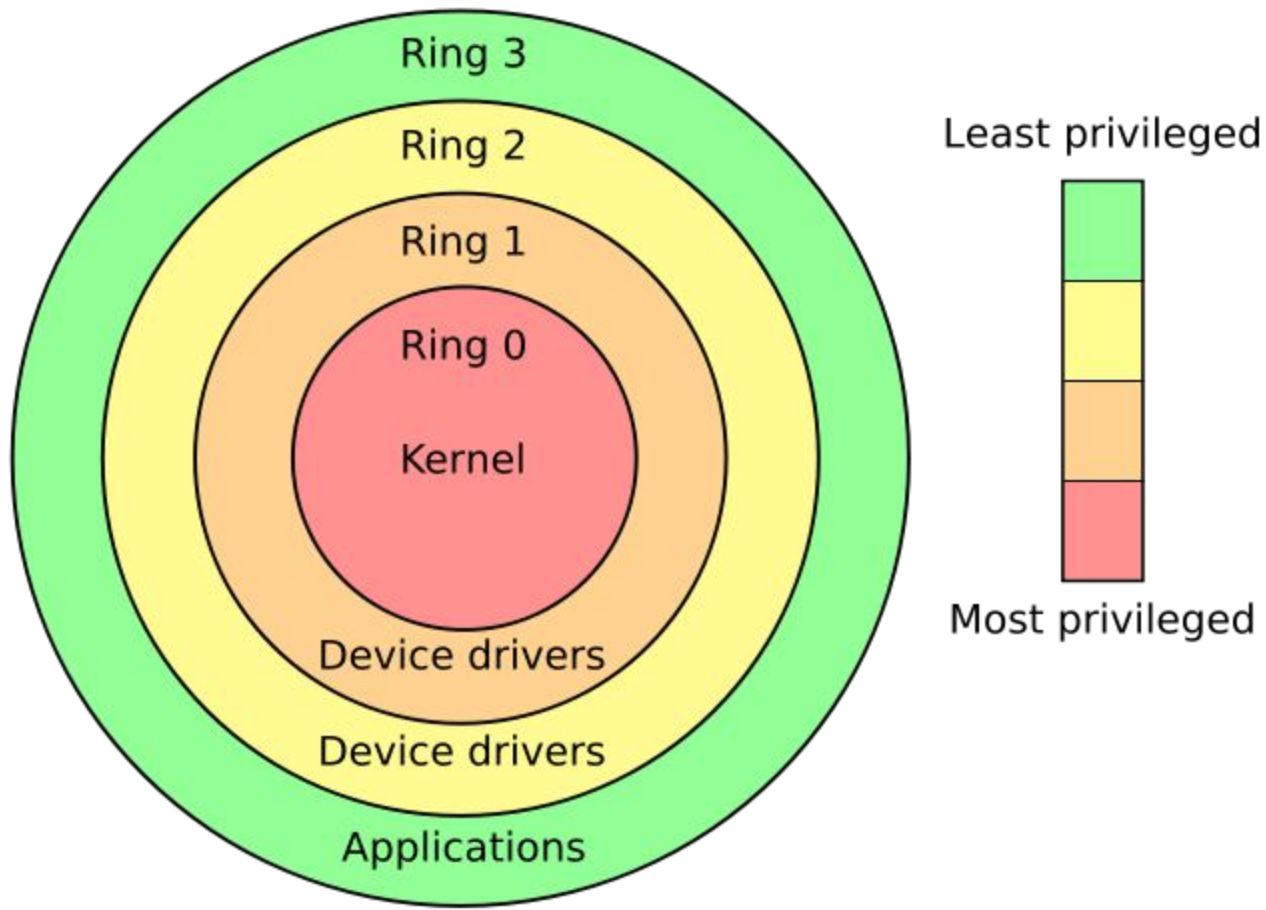 Ring 3
Ring 2
Ring 1
Ring 0
Kernel
Device drivers
Device drivers
Applications
Least privileged
Most privileged